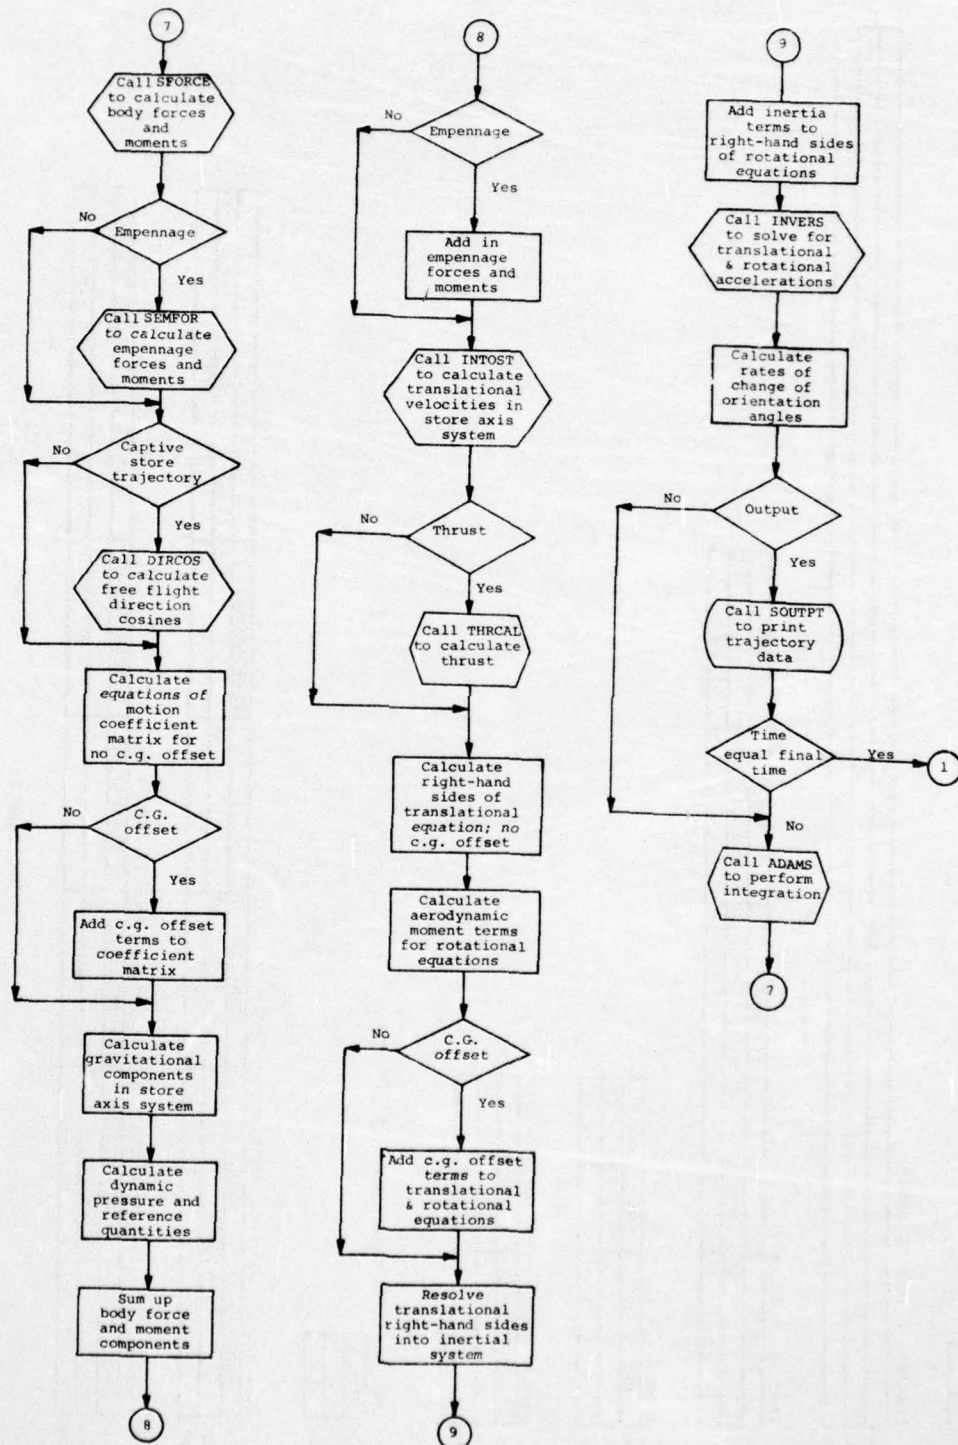 7
Call SFORCE
to calculate
body forces
and
moments
No
Empennage
Yes
Call SEMFOR
to calculate
empennage
forces and
moments
No
Captive
store
trajectory
Yes
Call DIRCOS
to calculate
free flight
direction
cosines
Calculate
equations of
motion
coefficient
matrix for
no c.g. offset
No
C.G.
offset
Yes
Add c.g. offset
terms to
coefficient
matrix
Calculate
gravitational
components
in store
axis system
Calculate
dynamic
pressure and
reference
quantities
Sum up
body force
and moment
components
8
8
No
Empennage
Yes
Add in
empennage
forces and
moments
Call INTOST
to calculate
translational
velocities in
store axis
system
No
Thrust
Yes
Call THRCAL
to calculate
thrust
Calculate
right-hand
sides of
translational
equation; no
c.g. offset
Calculate
aerodynamic
moment terms
for rotational
equations
No
C.G.
offset
Yes
Add c.g. offset
terms to
translational
& rotational
equations
Resolve
translational
right-hand sides
into inertial
system
9
9
Add inertia
terms to
right-hand sides
of rotational
equations
Call INVERS
to solve for
translational
& rotational
accelerations
Calculate
rates of
change of
orientation
angles
No
Output
Yes
Call SOUTPT
to print
trajectory
data
Time
equal final
time
Yes
1
No
Call ADAMS
to perform
integration
7